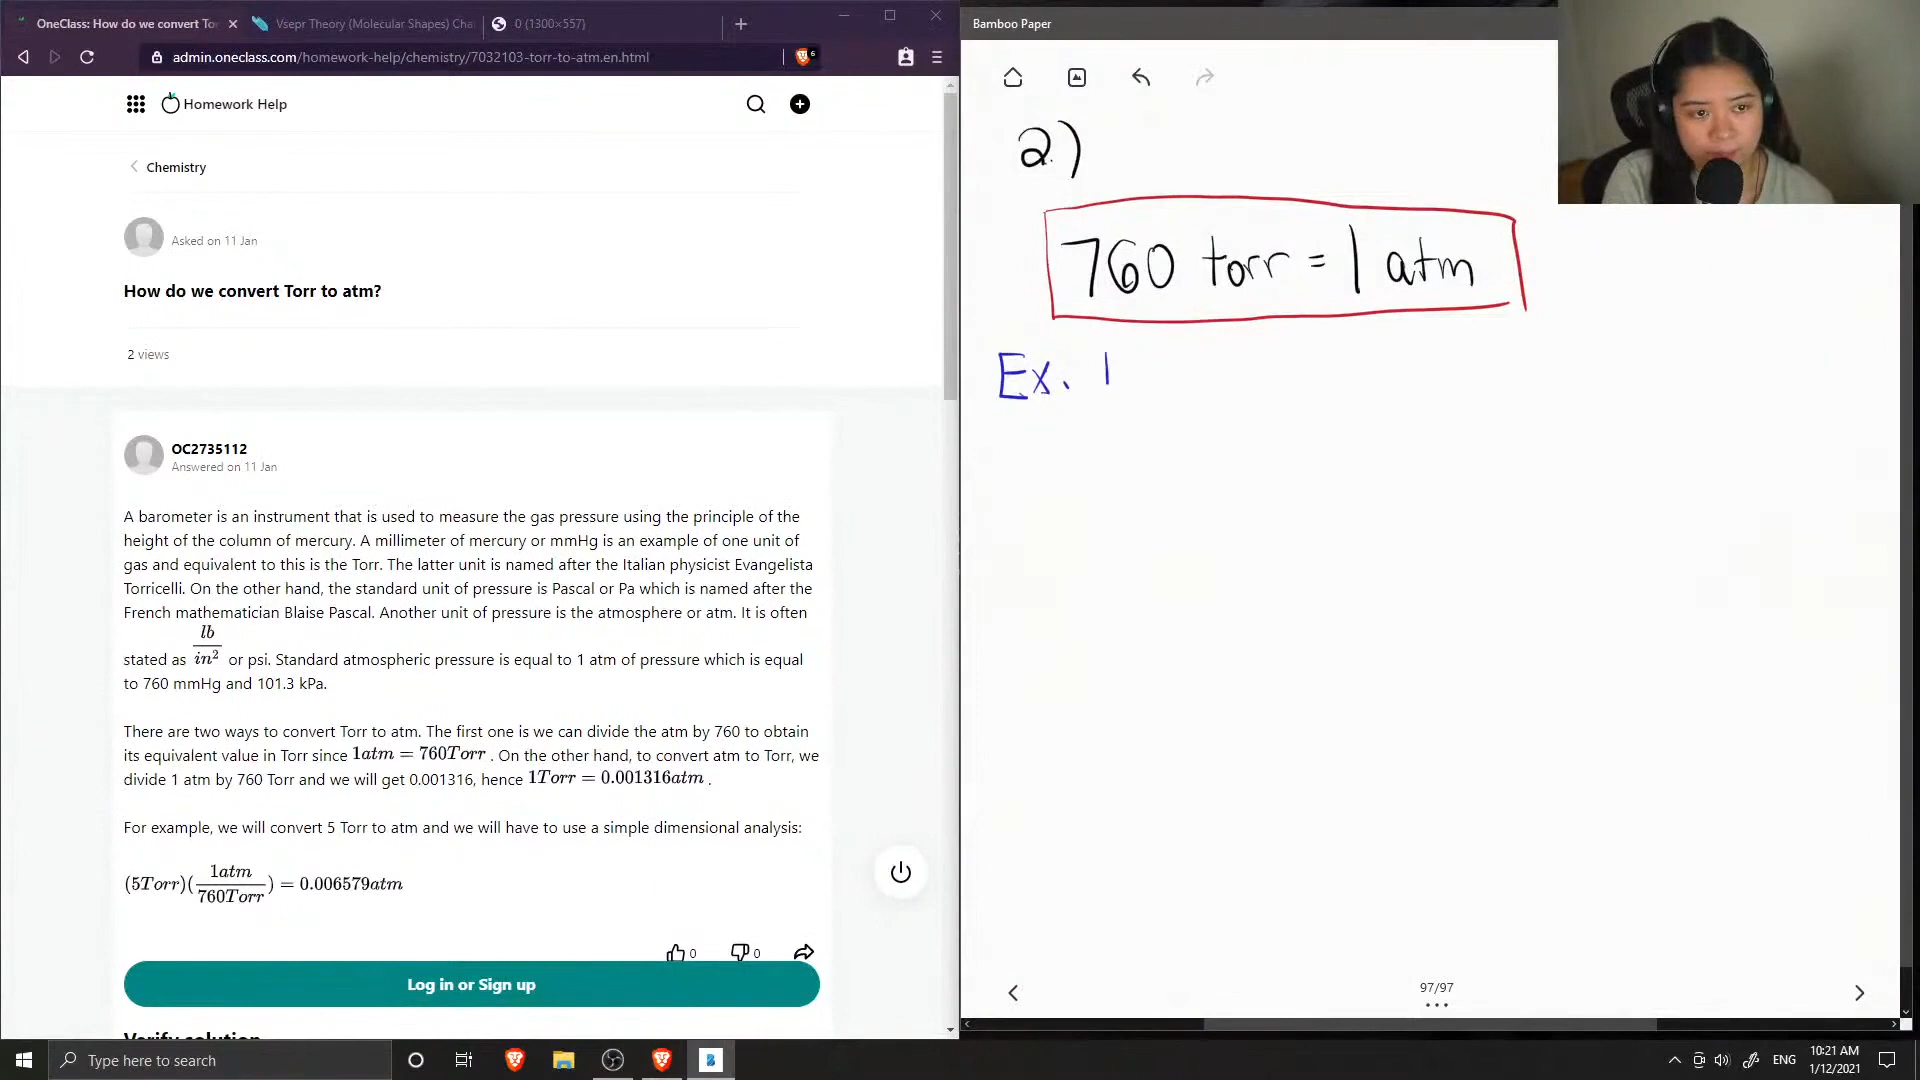 OneClass: How do we convert Tor
Vsepr Theory (Molecular Shapes) Cha
0 (1300×557)
admin.oneclass.com/homework-help/chemistry/7032103-torr-to-atm.en.html
6
Homework Help
Chemistry
Asked on 11 Jan
How do we convert Torr to atm?
2 views
OC2735112
Answered on 11 Jan
A barometer is an instrument that is used to measure the gas pressure using the principle of the
height of the column of mercury. A millimeter of mercury or mmHg is an example of one unit of
gas and equivalent to this is the Torr. The latter unit is named after the Italian physicist Evangelista
Torricelli. On the other hand, the standard unit of pressure is Pascal or Pa which is named after the
French mathematician Blaise Pascal. Another unit of pressure is the atmosphere or atm. It is often
stated as lb/in² or psi. Standard atmospheric pressure is equal to 1 atm of pressure which is equal
to 760 mmHg and 101.3 kPa.
There are two ways to convert Torr to atm. The first one is we can divide the atm by 760 to obtain
its equivalent value in Torr since 1atm = 760Torr . On the other hand, to convert atm to Torr, we
divide 1 atm by 760 Torr and we will get 0.001316, hence 1Torr = 0.001316atm .
For example, we will convert 5 Torr to atm and we will have to use a simple dimensional analysis:
(5Torr)(1atm/760Torr) = 0.006579atm
0
0
Log in or Sign up
Verify solution
Bamboo Paper
2.)
760 torr = 1 atm
Ex. 1
97/97
Type here to search
ENG
10:21 AM
1/12/2021